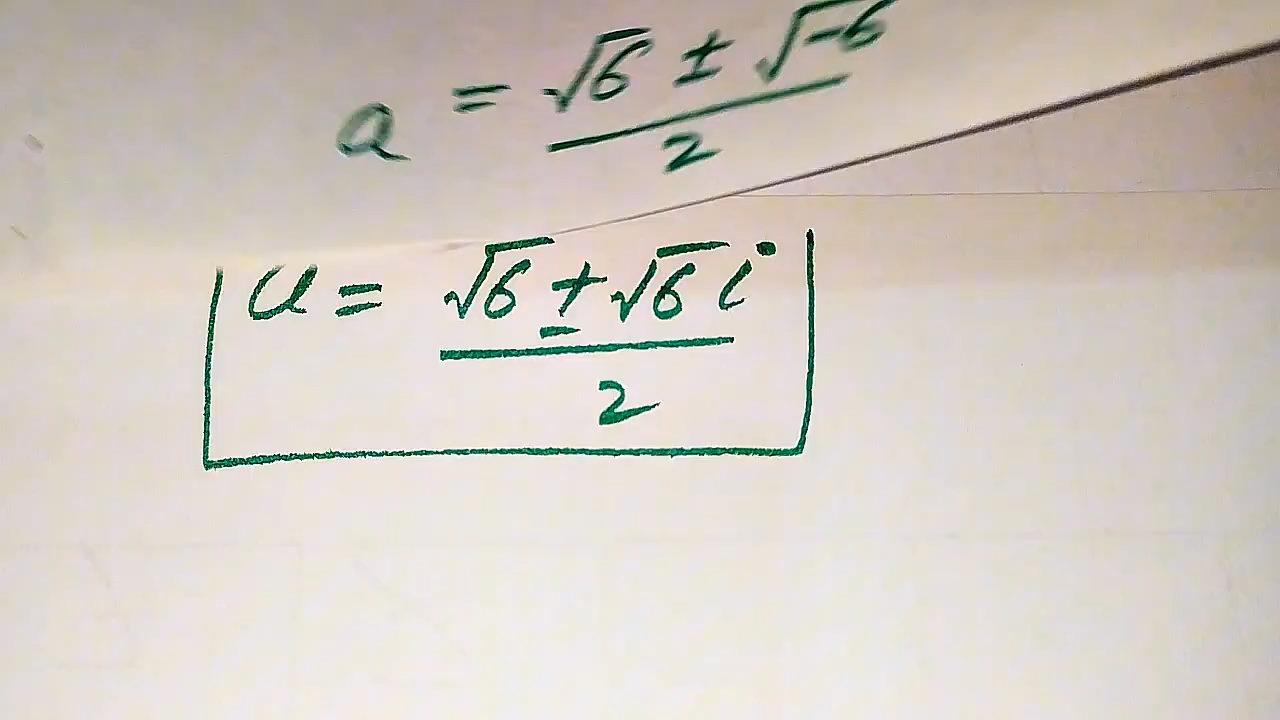 a = (√6 ± √-6) / 2
a = (√6 ± √6 i) / 2